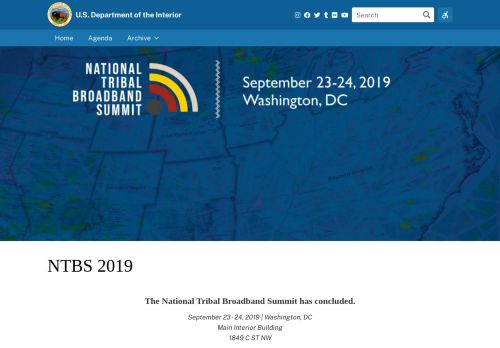 U.S. Department of the Interior
Search
Home Agenda Archive
NATIONAL
TRIBAL
BROADBAND
SUMMIT
September 23-24, 2019
Washington, DC
NTBS 2019
The National Tribal Broadband Summit has concluded.
September 23 - 24, 2019 | Washington, DC
Main Interior Building
1849 C ST NW